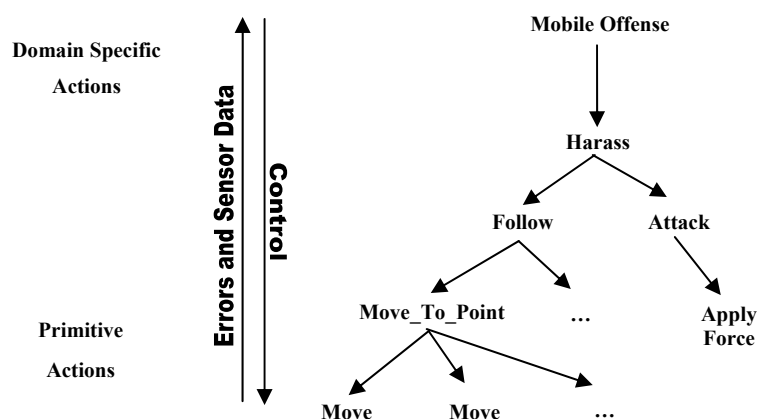 Mobile Offense
Domain Specific
Actions
Errors and Sensor Data
Control
Harass
Follow
Attack
Move_To_Point
…
Apply
Force
Primitive
Actions
Move
Move
…